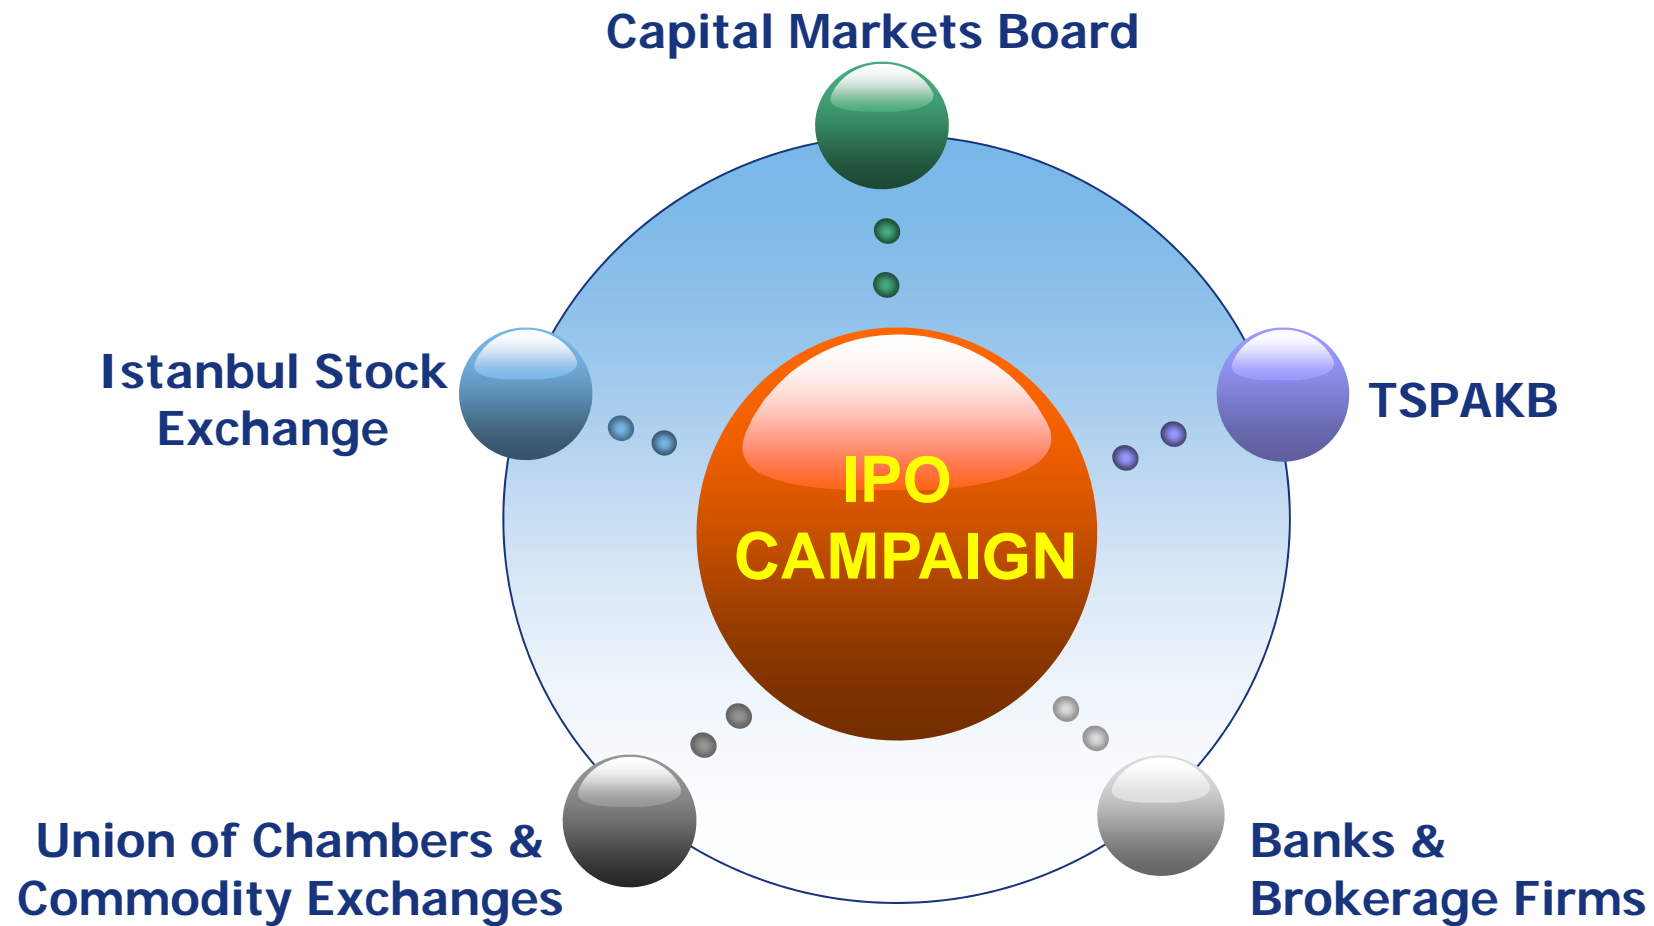 Capital Markets Board
Istanbul Stock
Exchange
TSPAKB
IPO
CAMPAIGN
Union of Chambers &
Commodity Exchanges
Banks &
Brokerage Firms